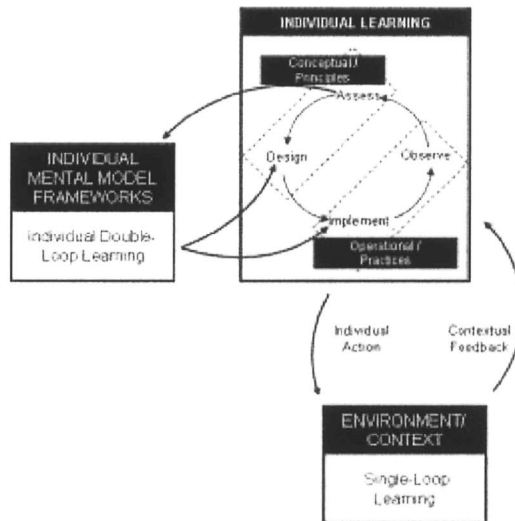 INDIVIDUAL LEARNING
Conceptual /
Principles
Assess
Design
Observe
Implement
Operational /
Practices
INDIVIDUAL
MENTAL MODEL
FRAMEWORKS
Individual Double-
Loop Learning
Individual
Action
Contextual
Feedback
ENVIRONMENT/
CONTEXT
Single-Loop
Learning